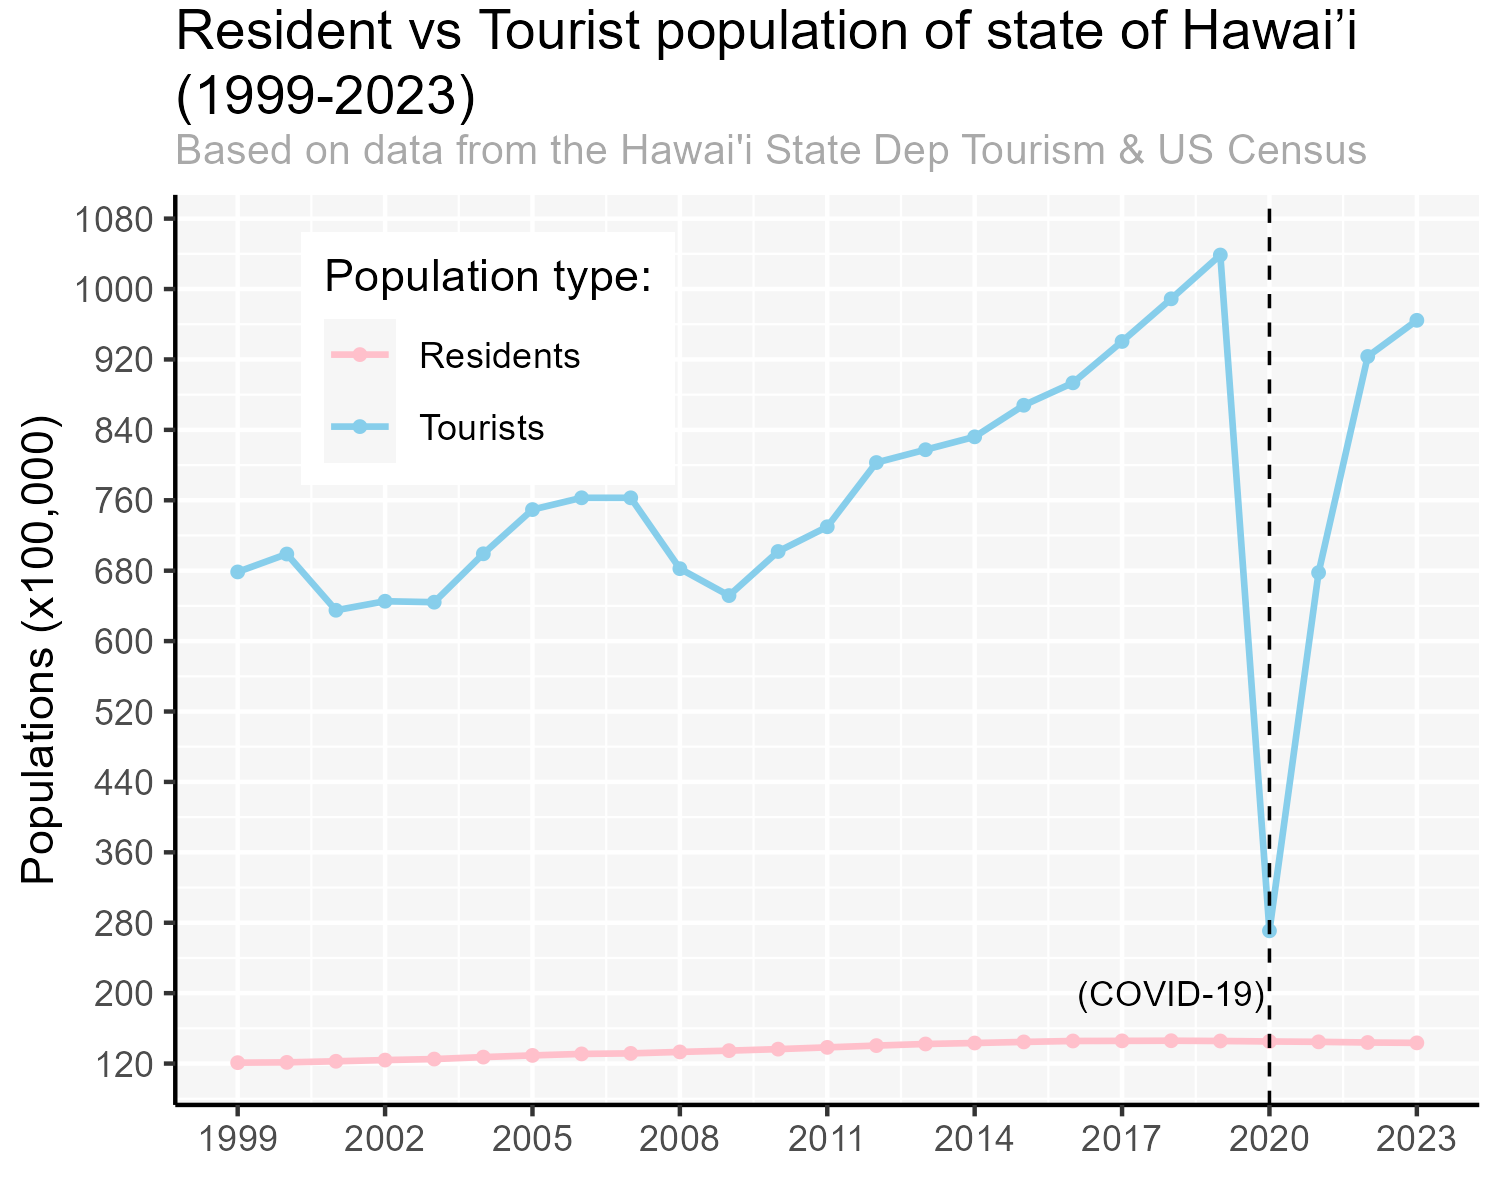 Resident vs Tourist population of state of Hawai’i
(1999-2023)
Based on data from the Hawai'i State Dep Tourism & US Census
Populations (x100,000)
1080
1000
920
840
760
680
600
520
440
360
280
200
120
Population type:
Residents
Tourists
(COVID-19)
1999 2002 2005 2008 2011 2014 2017 2020 2023